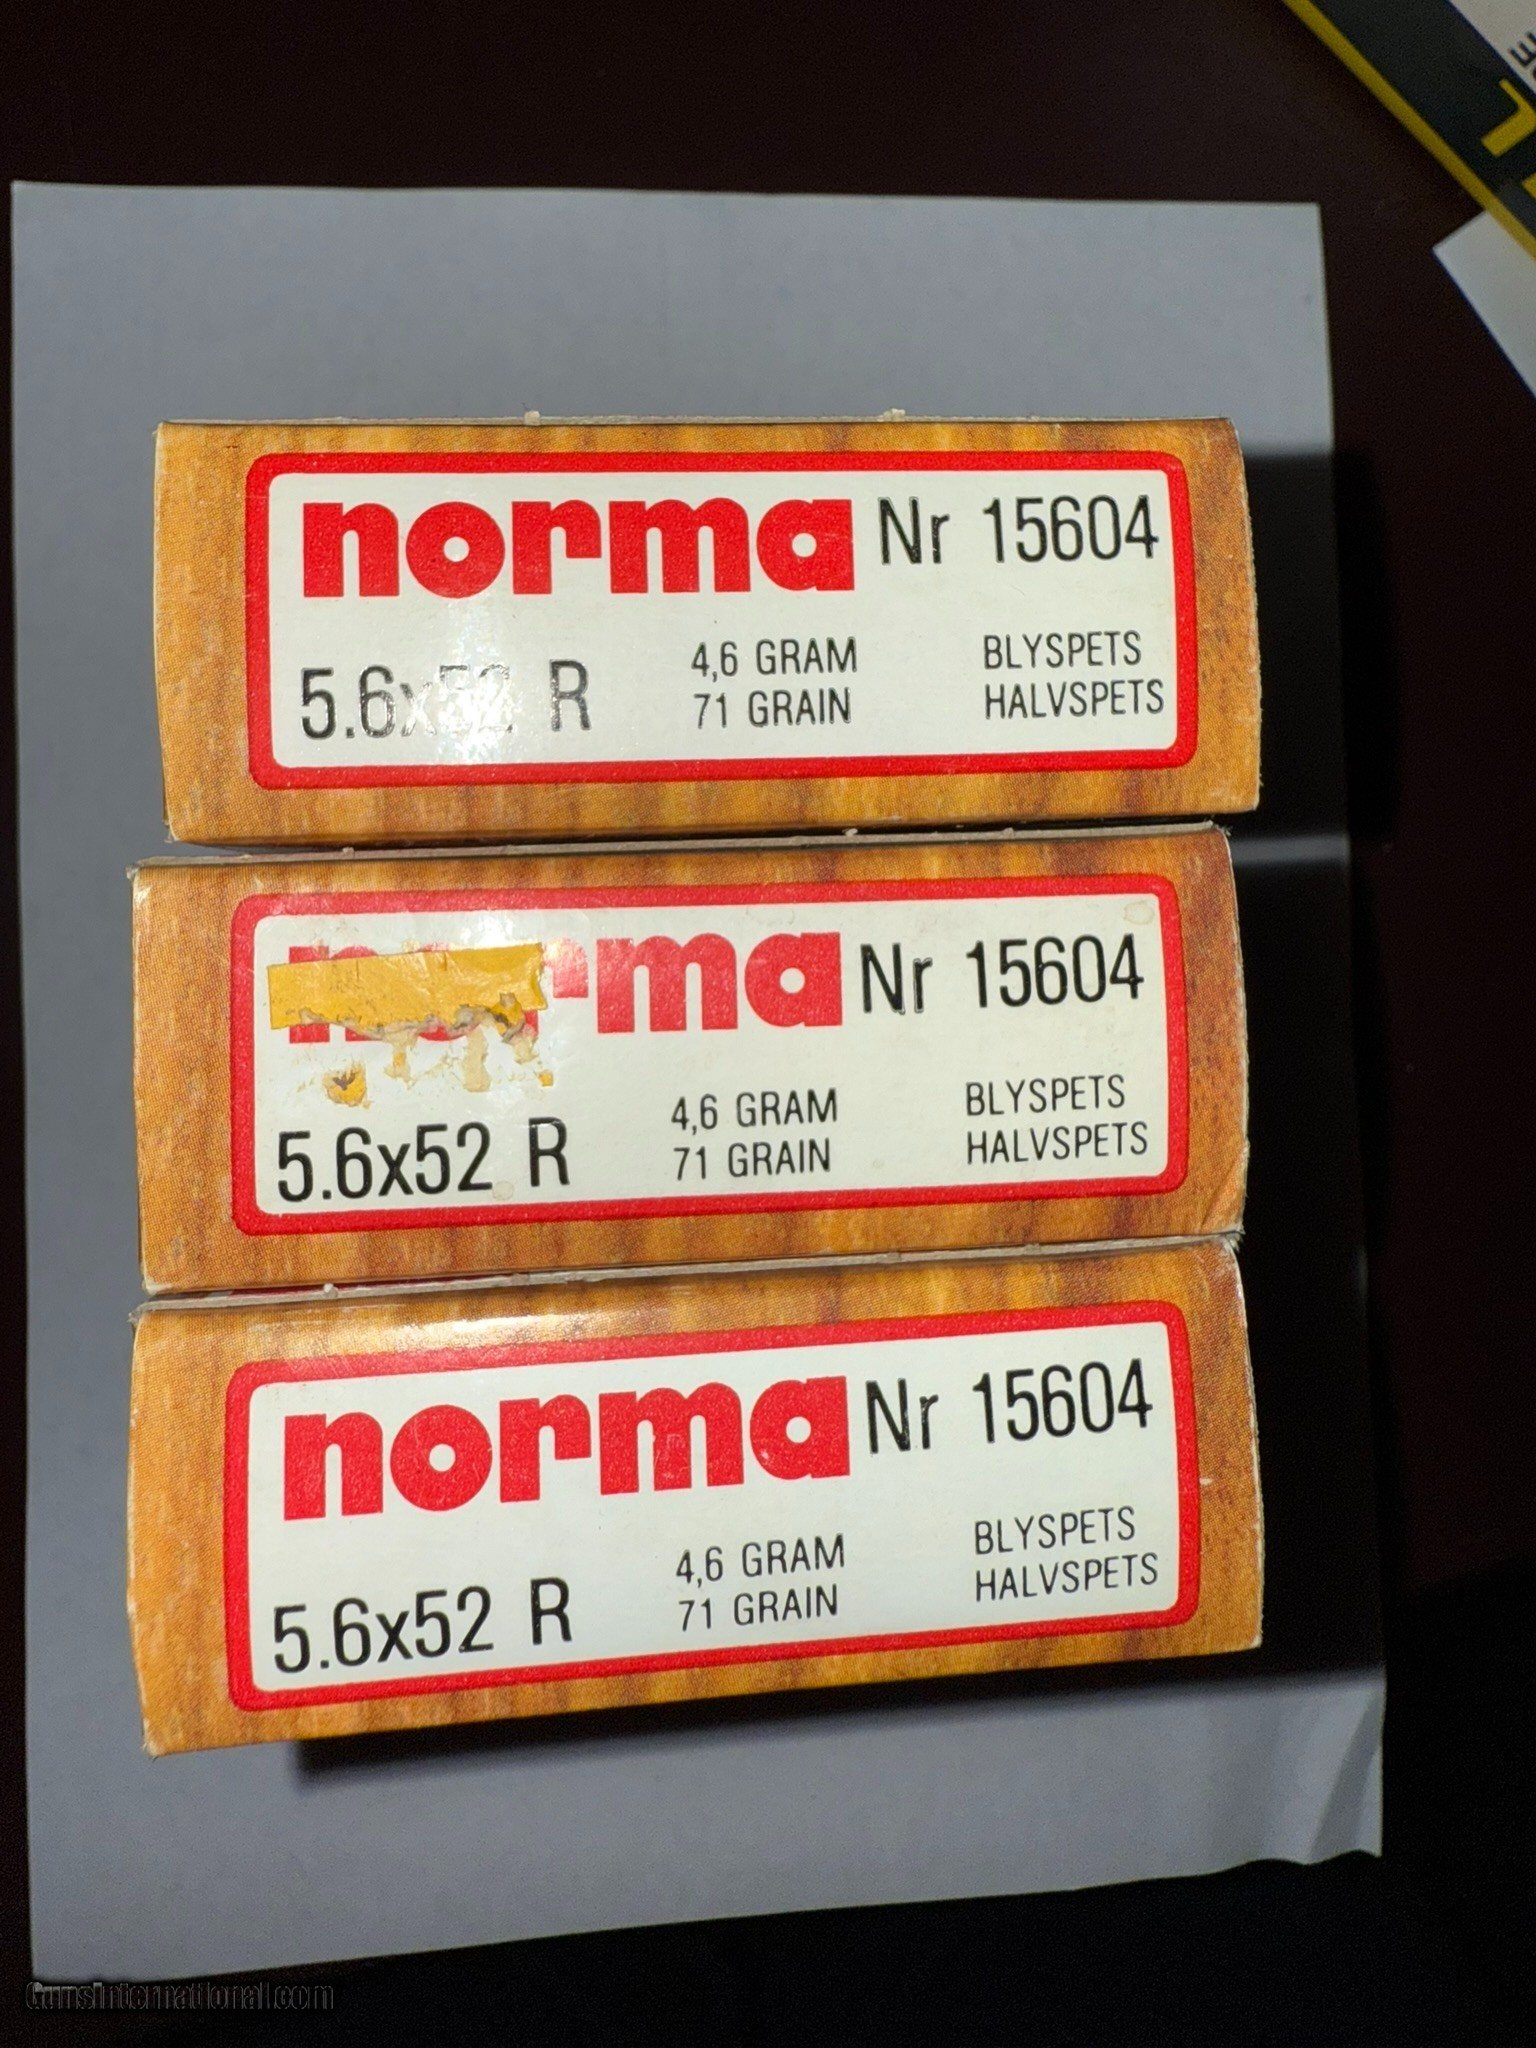 norma Nr 15604
5.6x52 R
4,6 GRAM
71 GRAIN
BLYSPETS
HALVSPETS
norma Nr 15604
5.6x52 R
4,6 GRAM
71 GRAIN
BLYSPETS
HALVSPETS
norma Nr 15604
5.6x52 R
4,6 GRAM
71 GRAIN
BLYSPETS
HALVSPETS
GunsInternational.com